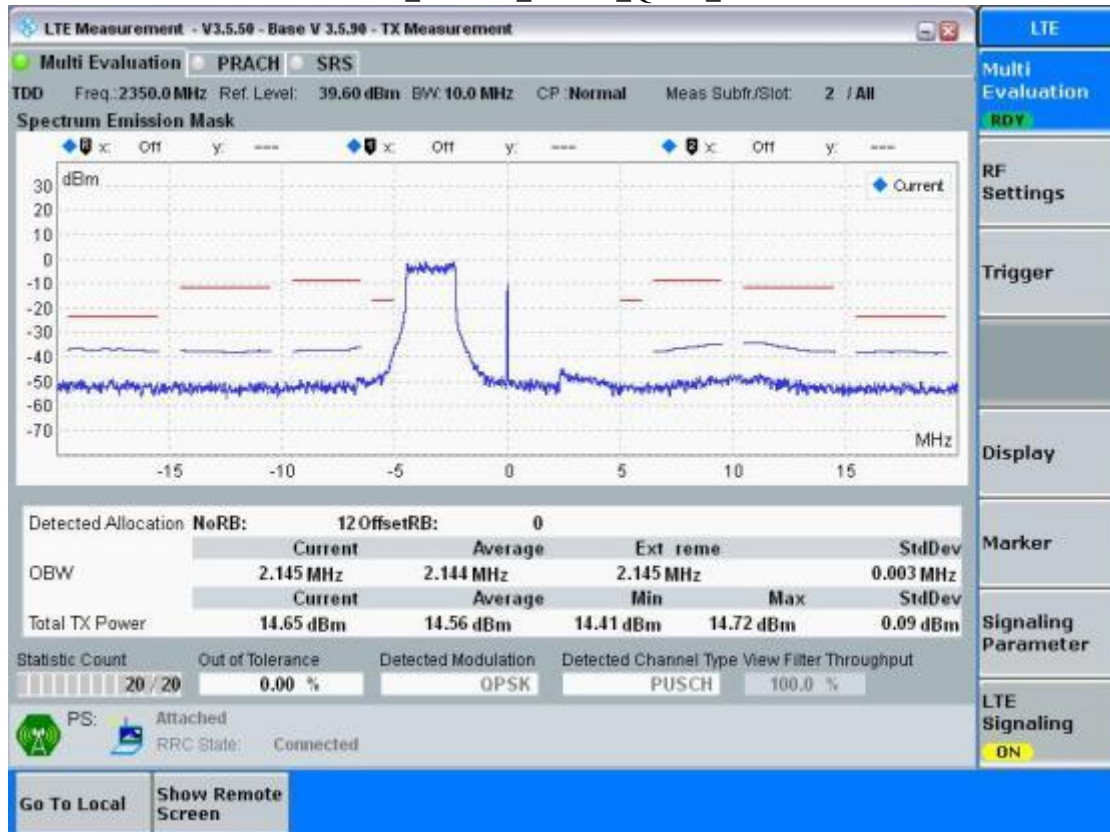 LTE Measurement - V3.5.50 - Base V 3.5.90 - TX Measurement
LTE
Multi Evaluation PRACH SRS
Multi
Evaluation
RDY
TDD Freq.:2350.0 MHz Ref. Level: 39.60 dBm BW: 10.0 MHz CP :Normal Meas Subfr/Slot: 2 / All
Spectrum Emission Mask
x: Off y: --- x: Off y: --- x: Off y: ---
dBm
Current
30
20
10
0
-10
-20
-30
-40
-50
-60
-70
MHz
-15 -10 -5 0 5 10 15
RF
Settings
Trigger
Display
Marker
Signaling
Parameter
LTE
Signaling
ON
Detected Allocation NoRB: 12 OffsetRB: 0
Current Average Ext reme StdDev
OBW 2.145 MHz 2.144 MHz 2.145 MHz 0.003 MHz
Current Average Min Max StdDev
Total TX Power 14.65 dBm 14.56 dBm 14.41 dBm 14.72 dBm 0.09 dBm
Statistic Count Out of Tolerance Detected Modulation Detected Channel Type View Filter Throughput
20 / 20 0.00 % QPSK PUSCH 100.0 %
PS: Attached
RRC State: Connected
Go To Local
Show Remote
Screen